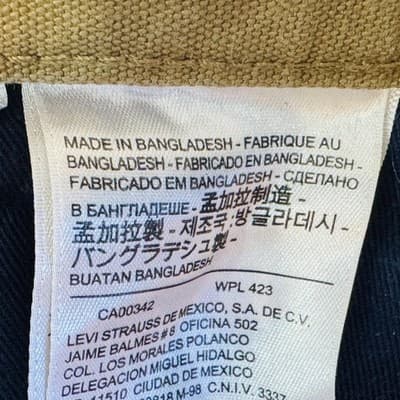 MADE IN BANGLADESH - FABRIQUE AU
BANGLADESH - FABRICADO EN BANGLADESH -
FABRICADO EM BANGLADESH - СДЕЛАНО
В БАНГЛАДЕШЕ - 孟加拉制造 -
孟加拉製 - 제조국 : 방글라데시 -
バングラデシュ製 -
BUATAN BANGLADESH
CA00342 WPL 423
LEVI STRAUSS DE MEXICO, S.A. DE C.V.
JAIME BALMES # 8 OFICINA 502
COL. LOS MORALES POLANCO
DELEGACION MIGUEL HIDALGO
11510 CIUDAD DE MEXICO
M-98 C.N.I.V. 3337